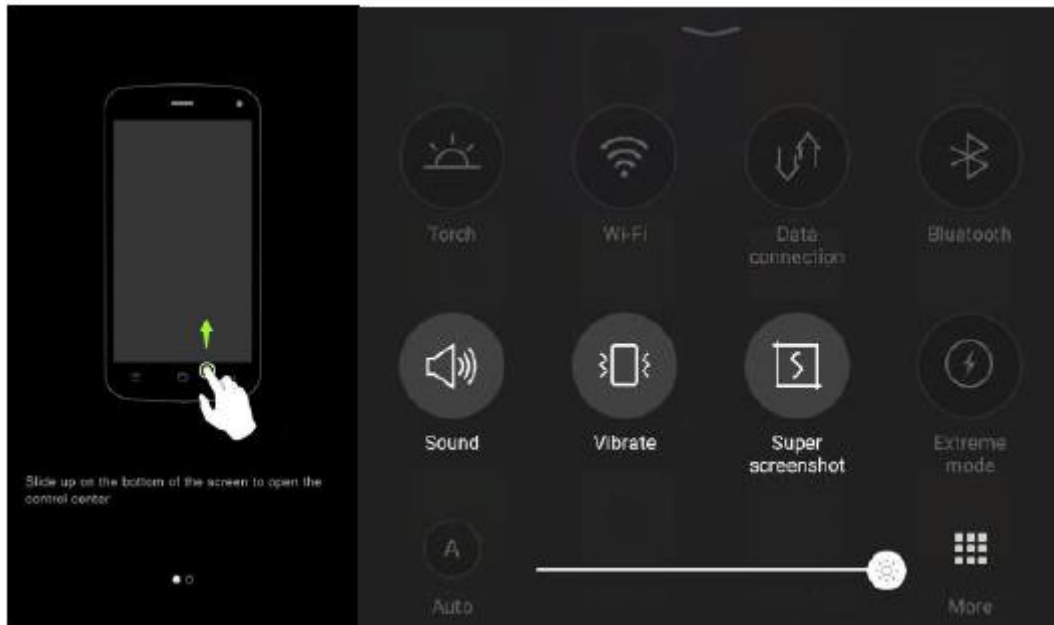 Slide up on the bottom of the screen to open the
control center
Torch
Wi-Fi
Data
connection
Bluetooth
Sound
Vibrate
Super
screenshot
Extreme
mode
A
Auto
More